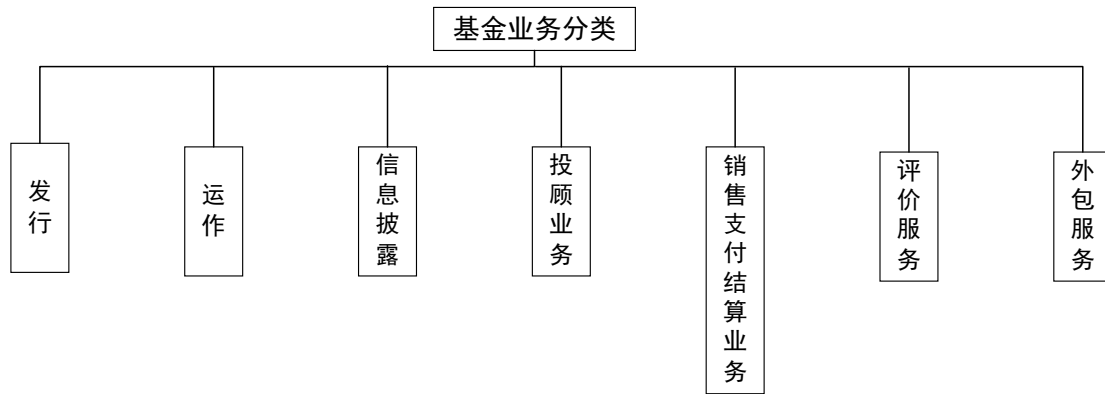 基金业务分类
发行
运作
信息披露
投顾业务
销售支付结算业务
评价服务
外包服务